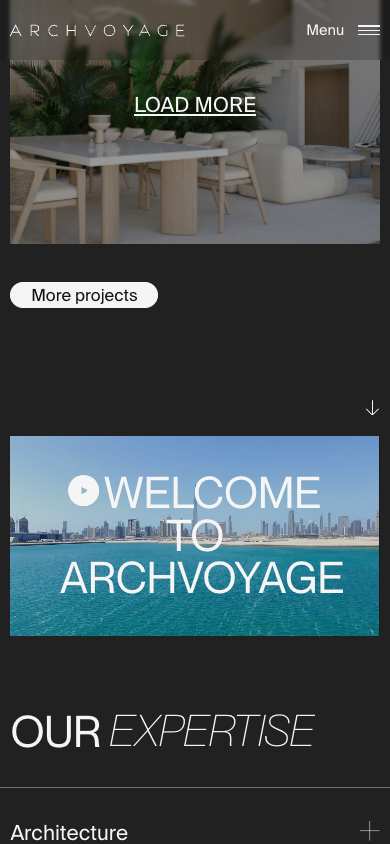 ARCHVOYAGE
Menu
LOAD MORE
More projects
WELCOME
TO
ARCHVOYAGE
OUR EXPERTISE
Architecture